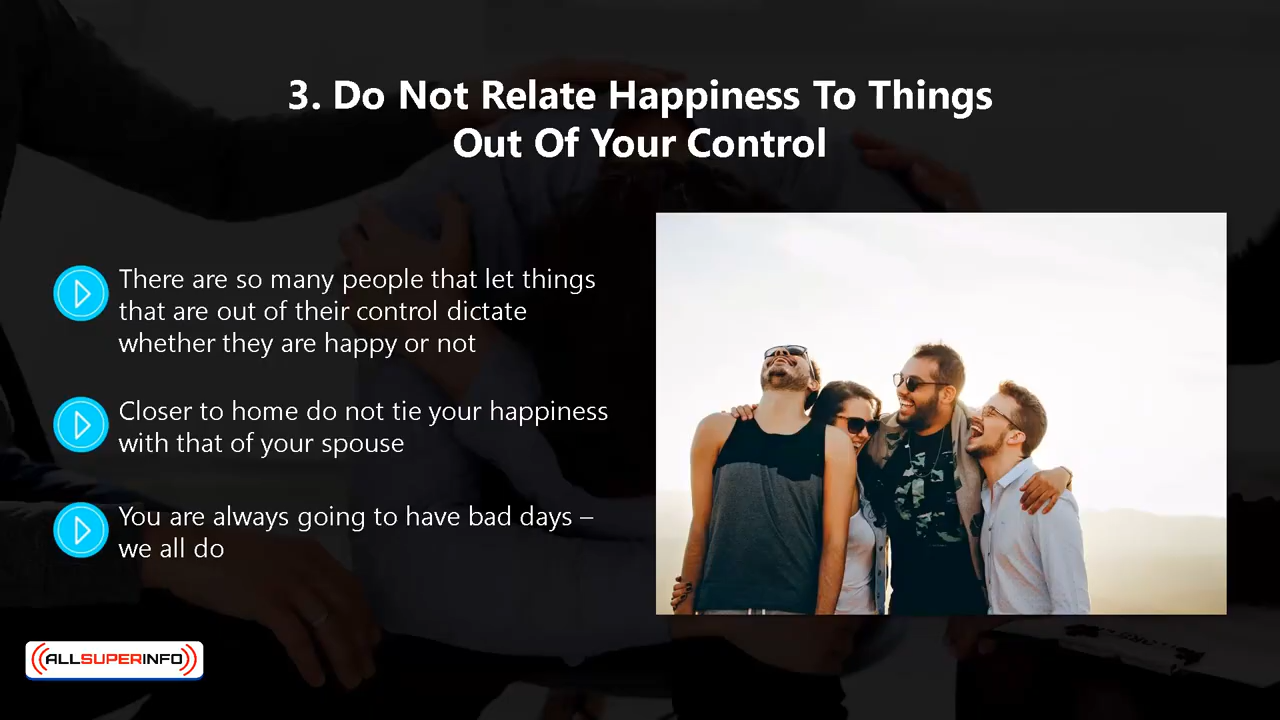 3. Do Not Relate Happiness To Things
Out Of Your Control
There are so many people that let things
that are out of their control dictate
whether they are happy or not
Closer to home do not tie your happiness
with that of your spouse
You are always going to have bad days –
we all do
ALLSUPERINFO